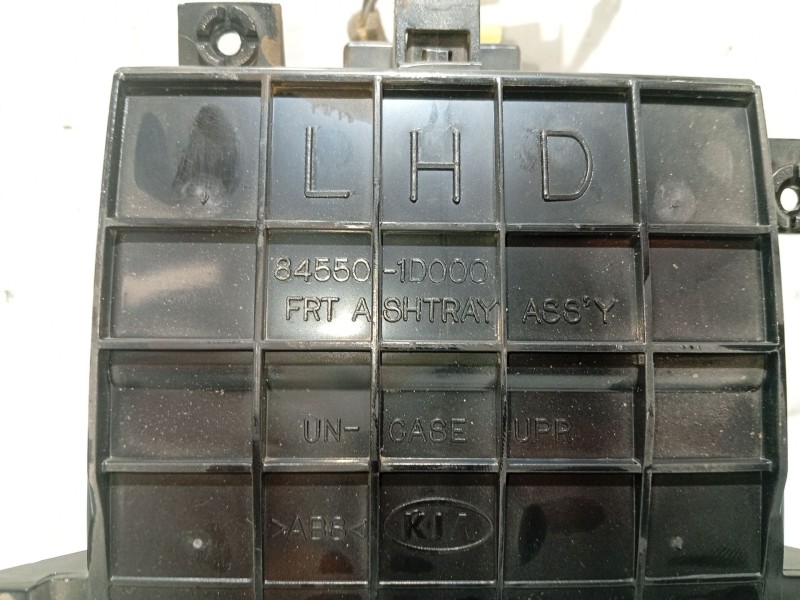 LHD
84550-1D000
FRT ASHTRAY ASS'Y
UN- CASE UPR
>ABS<
KIA